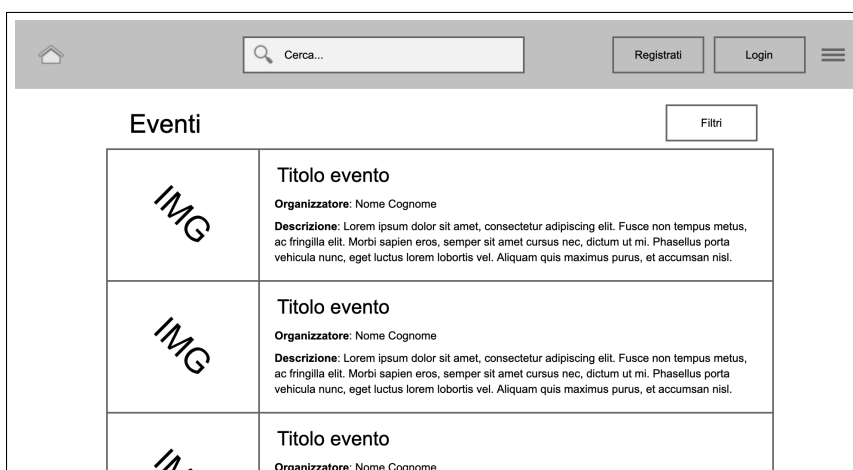 Cerca...
Registrati
Login
Eventi
Filtri
IMG
Titolo evento
Organizzatore: Nome Cognome
Descrizione: Lorem ipsum dolor sit amet, consectetur adipiscing elit. Fusce non tempus metus,
ac fringilla elit. Morbi sapien eros, semper sit amet cursus nec, dictum ut mi. Phasellus porta
vehicula nunc, eget luctus lorem lobortis vel. Aliquam quis maximus purus, et accumsan nisl.
IMG
Titolo evento
Organizzatore: Nome Cognome
Descrizione: Lorem ipsum dolor sit amet, consectetur adipiscing elit. Fusce non tempus metus,
ac fringilla elit. Morbi sapien eros, semper sit amet cursus nec, dictum ut mi. Phasellus porta
vehicula nunc, eget luctus lorem lobortis vel. Aliquam quis maximus purus, et accumsan nisl.
Titolo evento
Organizzatore: Nome Cognome